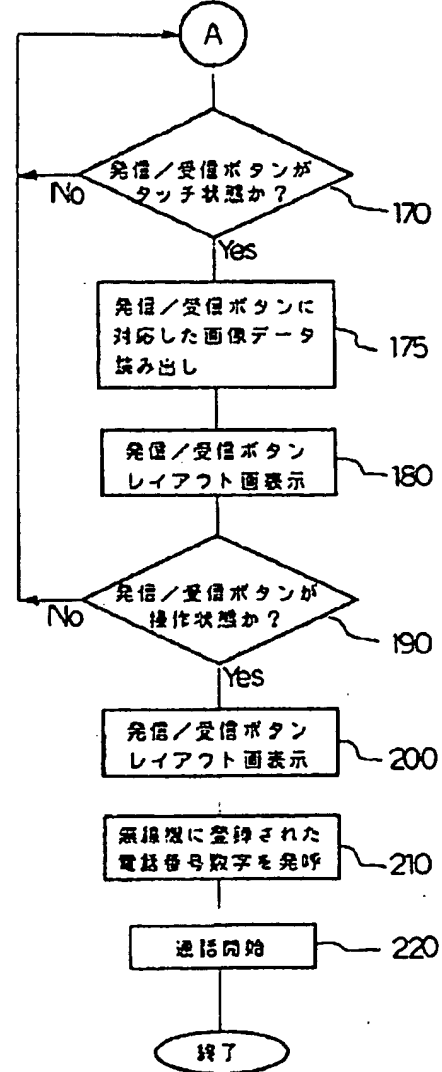 A
発信/受信ボタンが
タッチ状態か?
No
170
Yes
発信/受信ボタンに
対応した画像データ
読み出し
175
発信/受信ボタン
レイアウト画表示
180
発信/受信ボタンが
操作状態か?
No
190
Yes
発信/受信ボタン
レイアウト画表示
200
無線機に登録された
電話番号数字を発呼
210
通話開始
220
終了